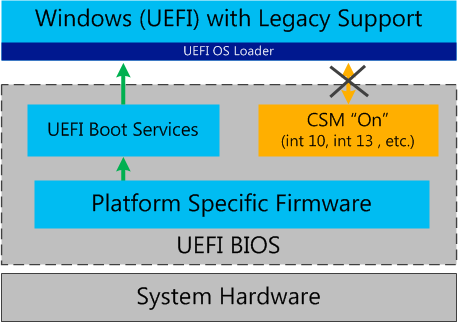 Windows (UEFI) with Legacy Support
UEFI OS Loader
UEFI Boot Services
CSM “On”
(int 10, int 13 , etc.)
Platform Specific Firmware
UEFI BIOS
System Hardware